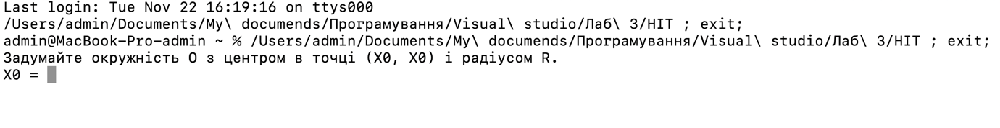 Last login: Tue Nov 22 16:19:16 on ttys000
/Users/admin/Documents/My\ documends/Програмування/Visual\ studio/Лаб\ 3/HIT ; exit;
admin@MacBook-Pro-admin ~ % /Users/admin/Documents/My\ documends/Програмування/Visual\ studio/Лаб\ 3/HIT ; exit;
Задумайте окружність О з центром в точці (X0, X0) і радіусом R.
X0 =